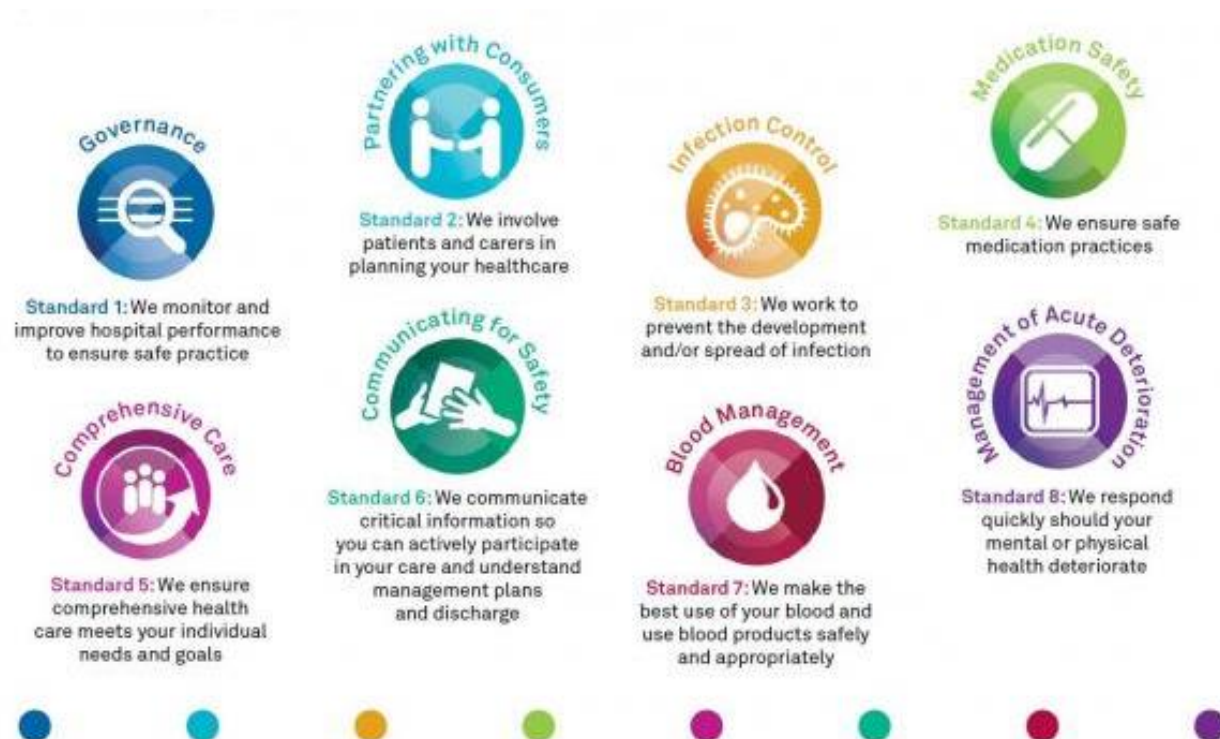 Governance
Standard 1: We monitor and
improve hospital performance
to ensure safe practice
Partnering with Consumers
Standard 2: We involve
patients and carers in
planning your healthcare
Infection Control
Standard 3: We work to
prevent the development
and/or spread of infection
Medication Safety
Standard 4: We ensure safe
medication practices
Comprehensive Care
Standard 5: We ensure
comprehensive health
care meets your individual
needs and goals
Communicating for Safety
Standard 6: We communicate
critical information so
you can actively participate
in your care and understand
management plans
and discharge
Blood Management
Standard 7: We make the
best use of your blood and
use blood products safely
and appropriately
Management of Acute Deterioration
Standard 8: We respond
quickly should your
mental or physical
health deteriorate